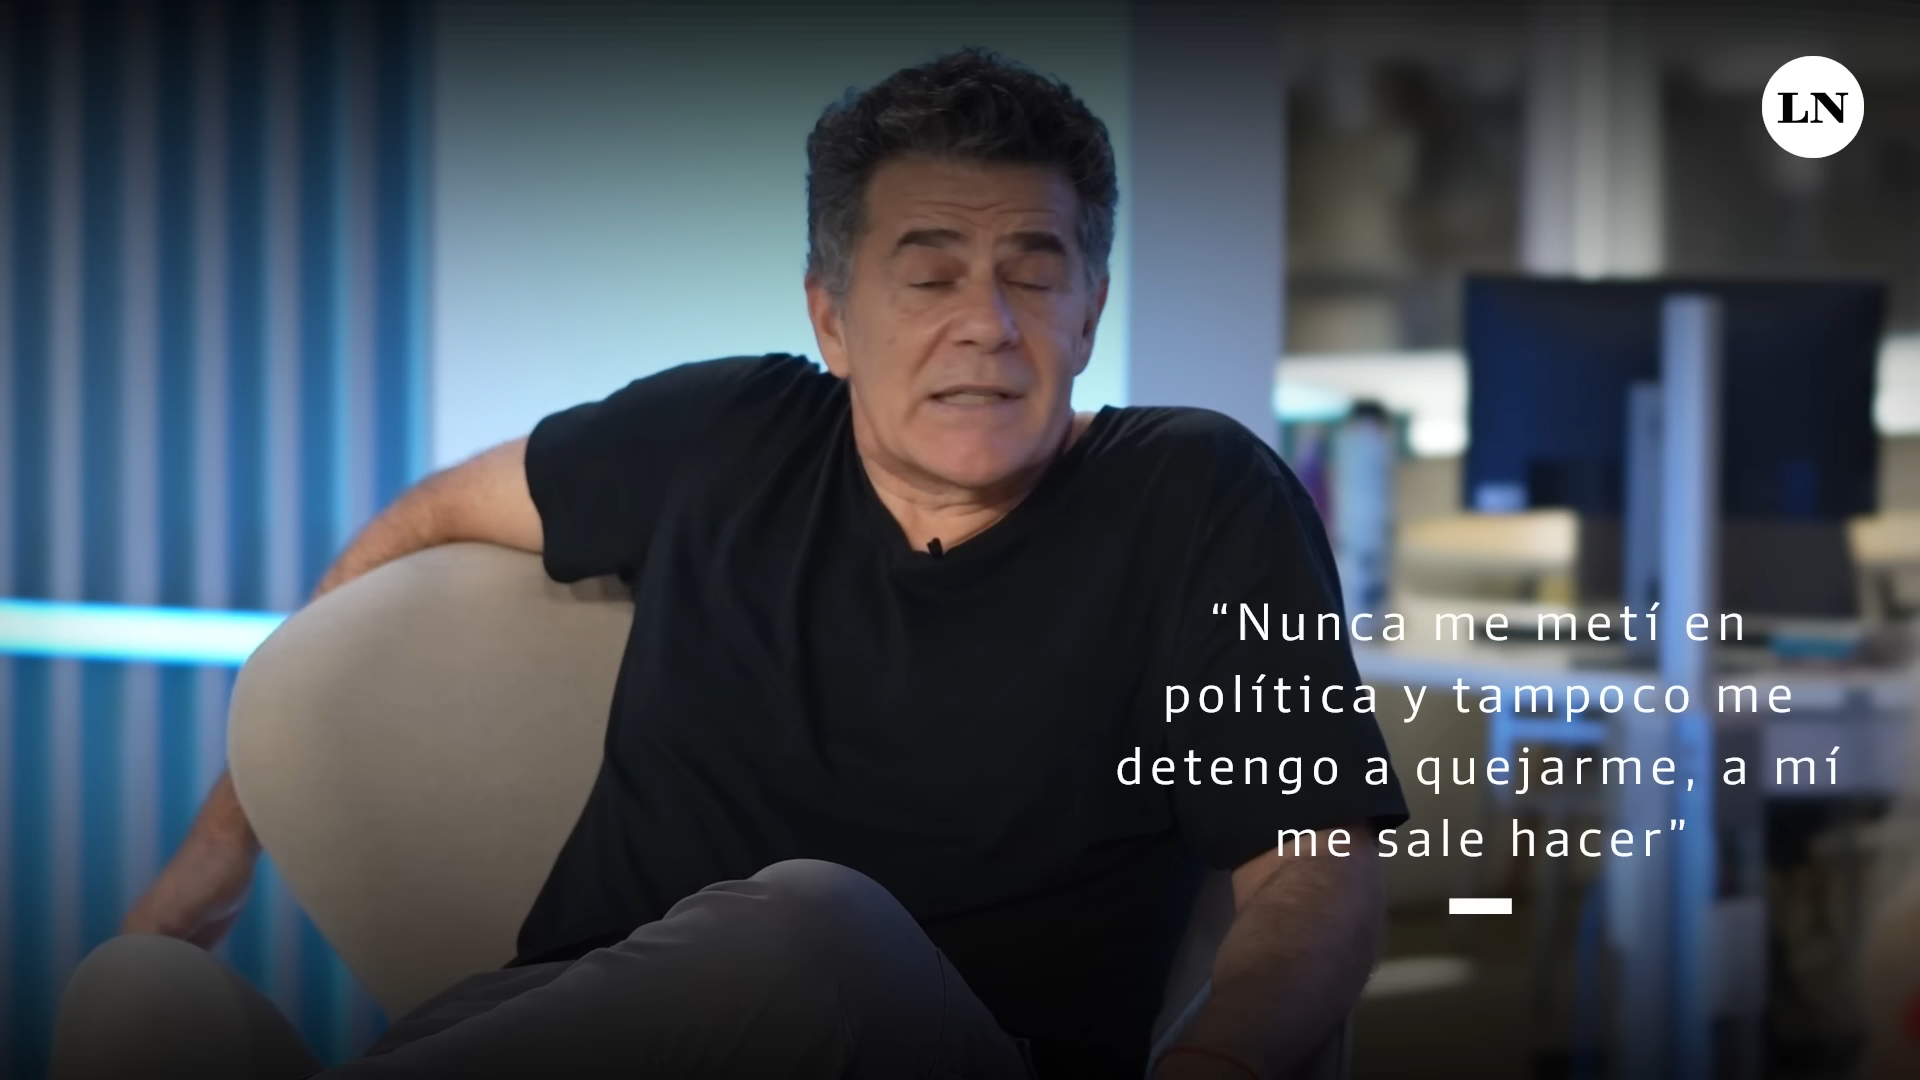 LN
“Nunca me metí en
política y tampoco me
detengo a quejarme, a mí
me sale hacer”